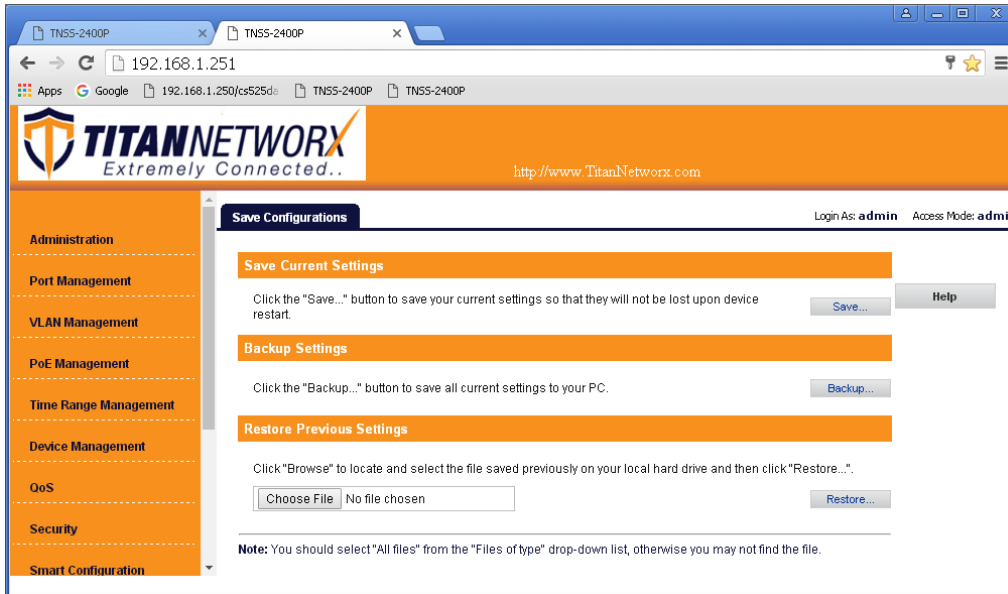 TNSS-2400P
TNSS-2400P
192.168.1.251
Apps
Google
192.168.1.250/cs525da
TNSS-2400P
TNSS-2400P
TITANNETWORX
Extremely Connected..
http://www.TitanNetworx.com
Save Configurations
Login As: admin
Access Mode: admi
Administration
Port Management
VLAN Management
PoE Management
Time Range Management
Device Management
QoS
Security
Smart Configuration
Save Current Settings
Click the "Save..." button to save your current settings so that they will not be lost upon device
restart.
Save...
Help
Backup Settings
Click the "Backup..." button to save all current settings to your PC.
Backup...
Restore Previous Settings
Click "Browse" to locate and select the file saved previously on your local hard drive and then click "Restore...".
Choose File
No file chosen
Restore...
Note: You should select "All files" from the "Files of type" drop-down list, otherwise you may not find the file.